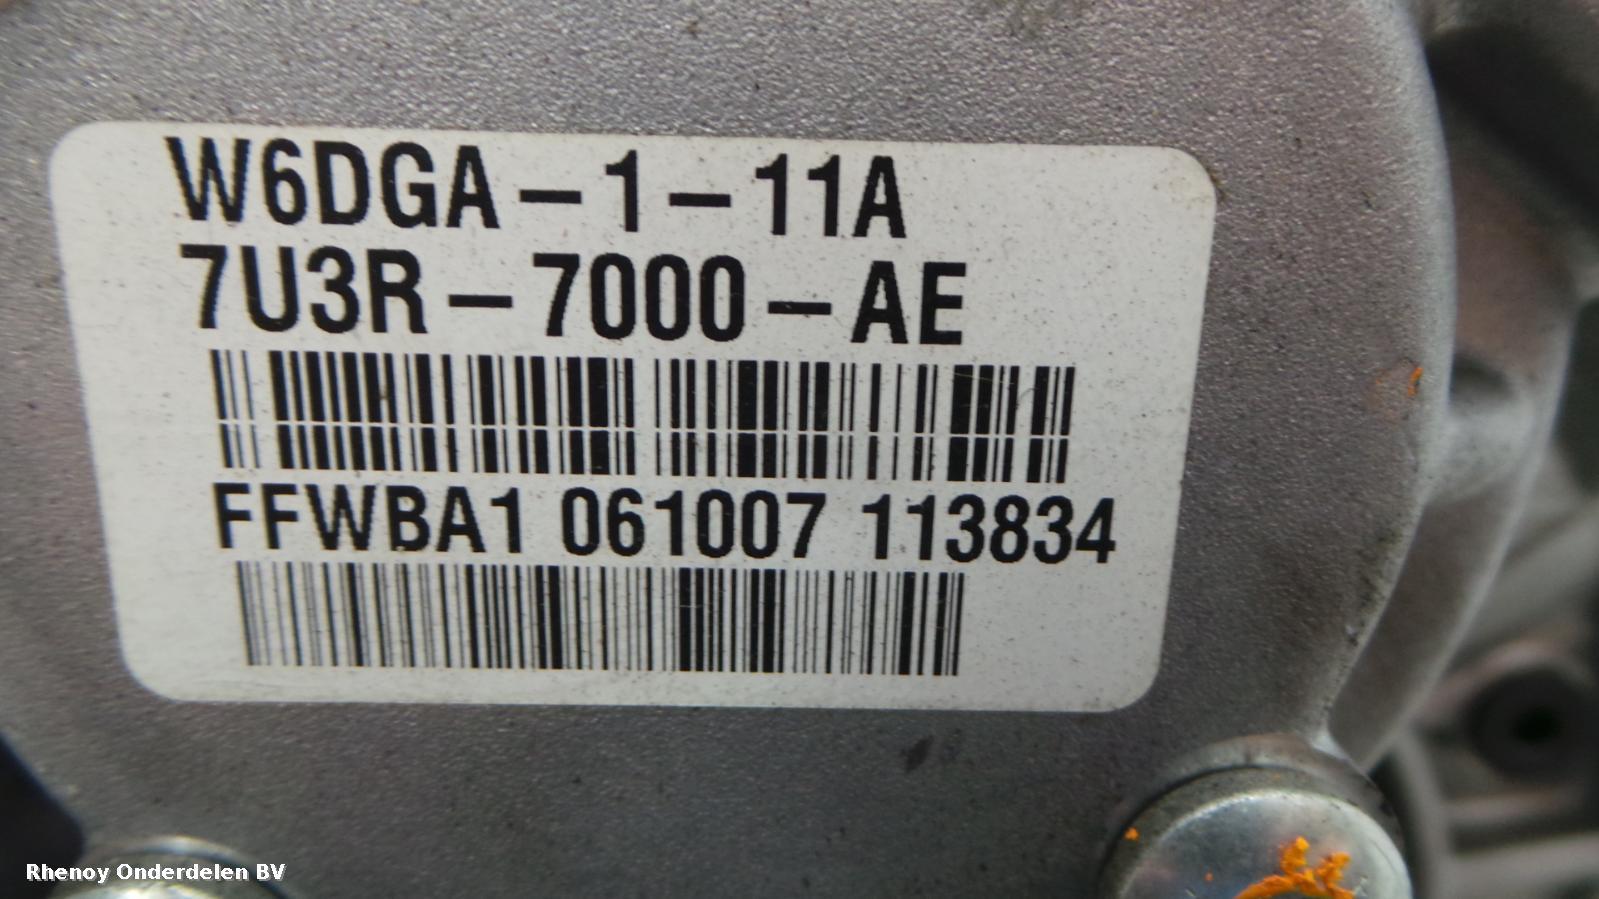 W6DGA-1-11A
7U3R-7000-AE
FFWBA1 061007 113834
Rhenoy Onderdelen BV